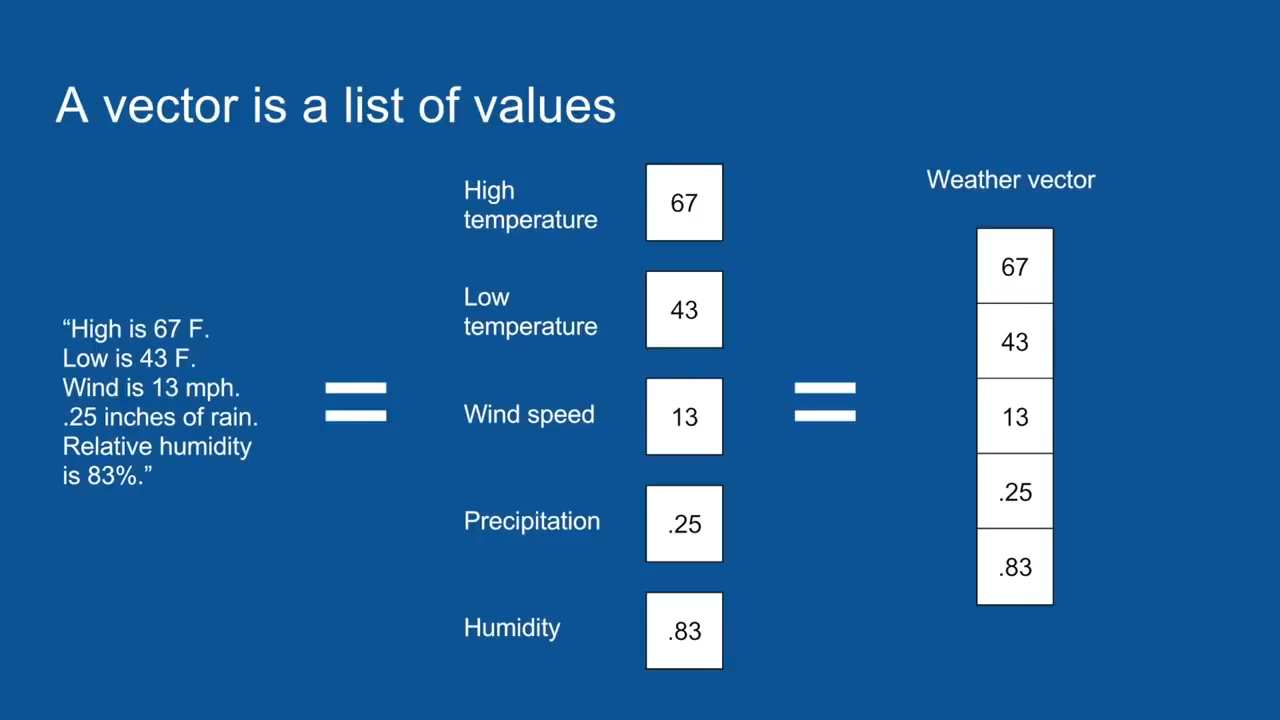 A vector is a list of values
“High is 67 F.
Low is 43 F.
Wind is 13 mph.
.25 inches of rain.
Relative humidity
is 83%.”
High
temperature
67
Low
temperature
43
Wind speed
13
Precipitation
.25
Humidity
.83
Weather vector
67
43
13
.25
.83